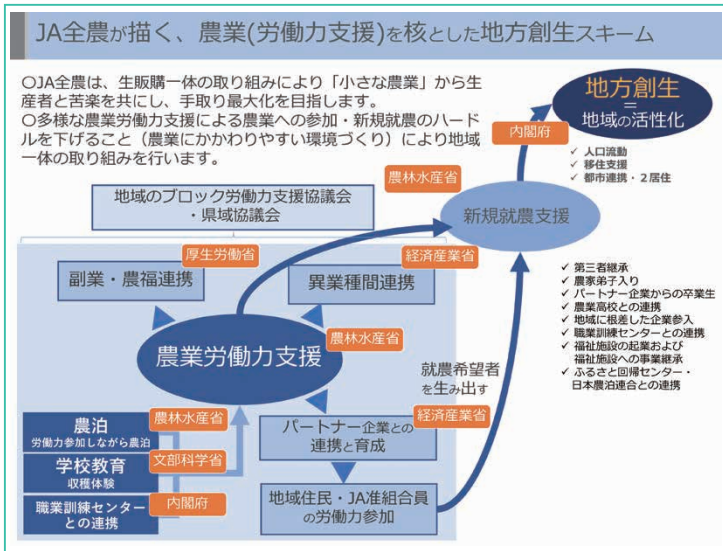 JA全農が描く、農業(労働力支援)を核とした地方創生スキーム
〇JA全農は、生販購一体の取り組みにより「小さな農業」から生
産者と苦楽を共にし、手取り最大化を目指します。
〇多様な農業労働力支援による農業への参加・新規就農のハード
ルを下げること（農業にかかわりやすい環境づくり）により地域
一体の取り組みを行います。
地方創生
＝
地域の活性化
内閣府
✓ 人口流動
✓ 移住支援
✓ 都市連携・２居住
農林水産省
新規就農支援
地域のブロック労働力支援協議会
・県域協議会
厚生労働省
経済産業省
副業・農福連携
異業種間連携
農林水産省
農業労働力支援
✓ 第三者継承
✓ 農家弟子入り
✓ パートナー企業からの卒業生
✓ 農業高校との連携
✓ 地域に根差した企業参入
✓ 職業訓練センターとの連携
✓ 福祉施設の起業および
福祉施設への事業継承
✓ ふるさと回帰センター・
日本農泊連合との連携
就農希望者
を生み出す
経済産業省
パートナー企業との
連携と育成
地域住民・JA准組合員
の労働力参加
農泊
労働力参加しながら農泊
農林水産省
学校教育
収穫体験
文部科学省
職業訓練センター
との連携
内閣府